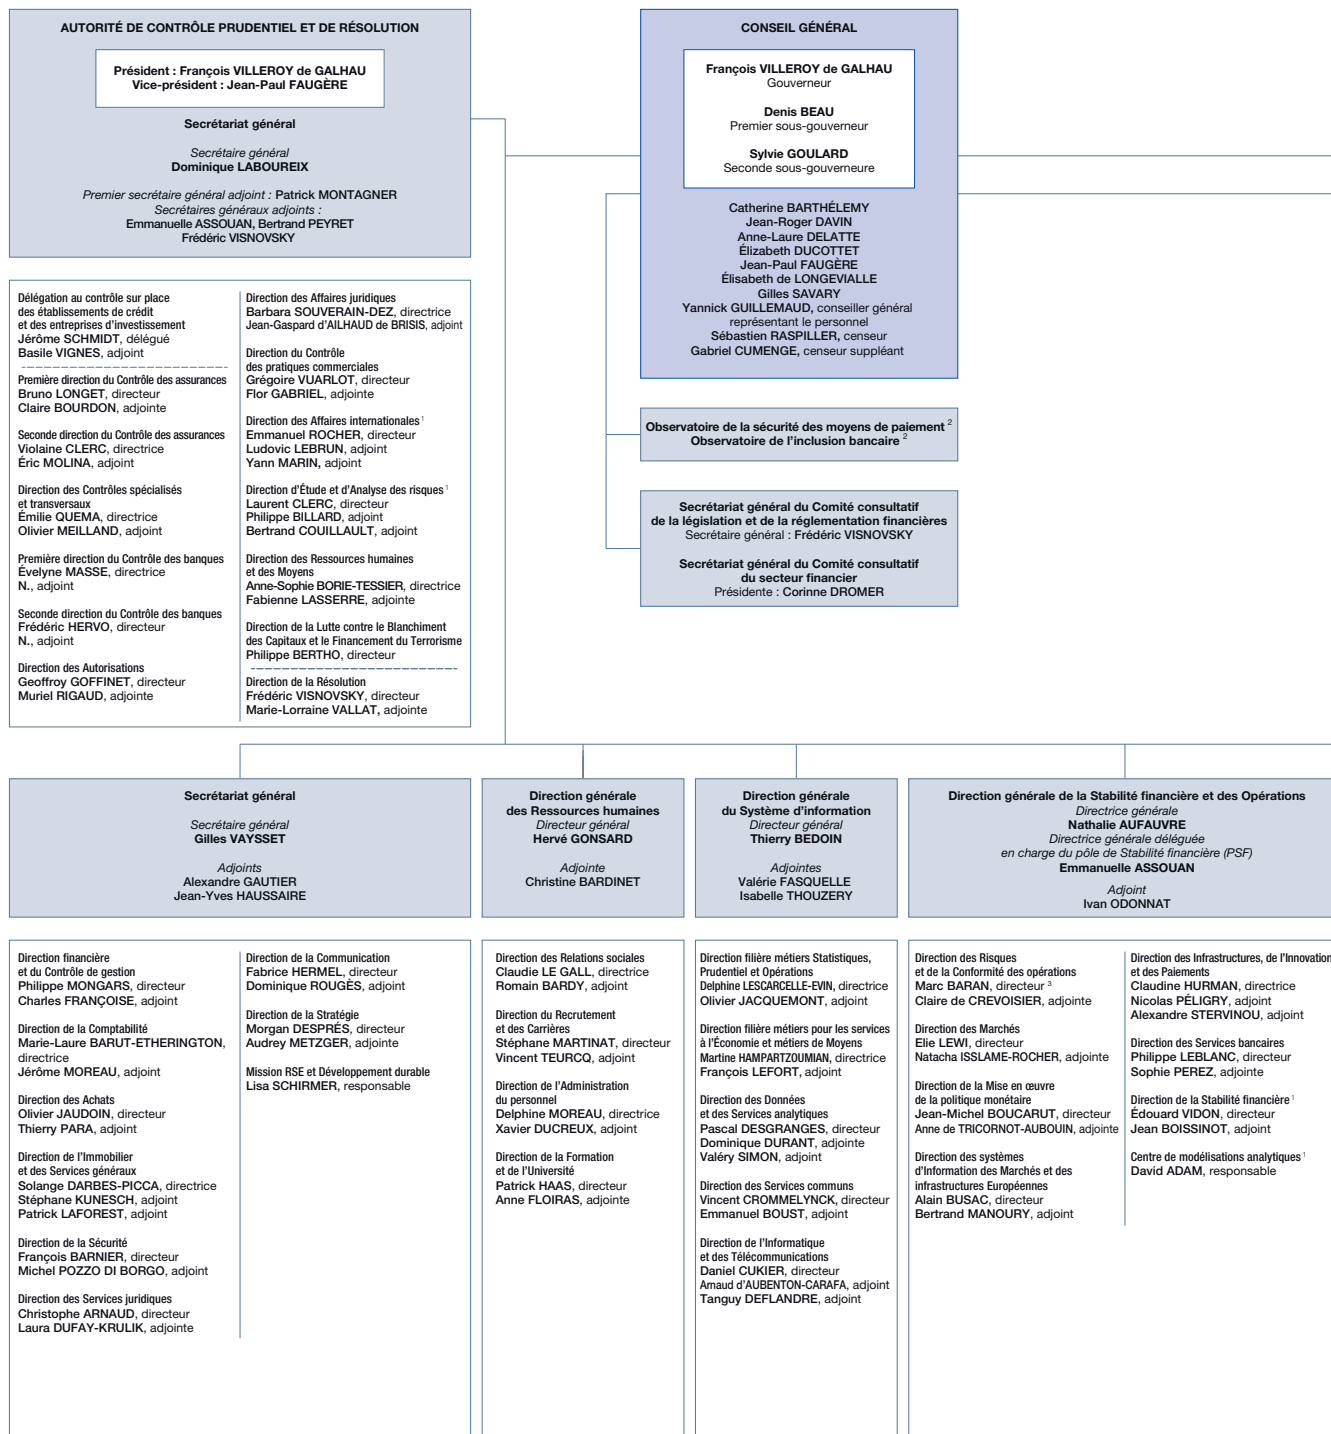 AUTORITÉ DE CONTRÔLE PRUDENTIEL ET DE RÉSOLUTION
Président : François VILLEROY de GALHAU
Vice-président : Jean-Paul FAUGÈRE
Secrétariat général
Secrétaire général
Dominique LABOUREIX
Premier secrétaire général adjoint : Patrick MONTAGNER
Secrétaires généraux adjoints :
Emmanuelle ASSOUAN, Bertrand PEYRET
Frédéric VISNOVSKY
CONSEIL GÉNÉRAL
François VILLEROY de GALHAU
Gouverneur
Denis BEAU
Premier sous-gouverneur
Sylvie GOULARD
Seconde sous-gouverneure
Catherine BARTHÉLEMY
Jean-Roger DAVIN
Anne-Laure DELATTE
Élizabeth DUCOTTET
Jean-Paul FAUGÈRE
Élisabeth de LONGEVIALLE
Gilles SAVARY
Yannick GUILLEMAUD, conseiller général
représentant le personnel
Sébastien RASPILLER, censeur
Gabriel CUMENGE, censeur suppléant
Délégation au contrôle sur place
des établissements de crédit
et des entreprises d'investissement
Jérôme SCHMIDT, délégué
Basile VIGNES, adjoint
Première direction du Contrôle des assurances
Bruno LONGET, directeur
Claire BOURDON, adjointe
Seconde direction du Contrôle des assurances
Violaine CLERC, directrice
Éric MOLINA, adjoint
Direction des Contrôles spécialisés
et transversaux
Émilie QUEMA, directrice
Olivier MEILLAND, adjoint
Première direction du Contrôle des banques
Évelyne MASSE, directrice
N., adjoint
Seconde direction du Contrôle des banques
Frédéric HERVO, directeur
N., adjoint
Direction des Autorisations
Geoffroy GOFFINET, directeur
Muriel RIGAUD, adjointe
Direction des Affaires juridiques
Barbara SOUVERAIN-DEZ, directrice
Jean-Gaspard d'AILHAUD de BRISIS, adjoint
Direction du Contrôle
des pratiques commerciales
Grégoire VUARLOT, directeur
Flor GABRIEL, adjointe
Direction des Affaires internationales 1
Emmanuel ROCHER, directeur
Ludovic LEBRUN, adjoint
Yann MARIN, adjoint
Direction d'Étude et d'Analyse des risques 1
Laurent CLERC, directeur
Philippe BILLARD, adjoint
Bertrand COUILLAULT, adjoint
Direction des Ressources humaines
et des Moyens
Anne-Sophie BORIE-TESSIER, directrice
Fabienne LASSERRE, adjointe
Direction de la Lutte contre le Blanchiment
des Capitaux et le Financement du Terrorisme
Philippe BERTHO, directeur
Direction de la Résolution
Frédéric VISNOVSKY, directeur
Marie-Lorraine VALLAT, adjointe
Observatoire de la sécurité des moyens de paiement 2
Observatoire de l'inclusion bancaire 2
Secrétariat général du Comité consultatif
de la législation et de la réglementation financières
Secrétaire général : Frédéric VISNOVSKY
Secrétariat général du Comité consultatif
du secteur financier
Présidente : Corinne DROMER
Secrétariat général
Secrétaire général
Gilles VAYSSET
Adjoints
Alexandre GAUTIER
Jean-Yves HAUSSAIRE
Direction générale
des Ressources humaines
Directeur général
Hervé GONSARD
Adjointe
Christine BARDINET
Direction générale
du Système d'information
Directeur général
Thierry BEDOIN
Adjointes
Valérie FASQUELLE
Isabelle THOUZERY
Direction générale de la Stabilité financière et des Opérations
Directrice générale
Nathalie AUFAUVRE
Directrice générale déléguée
en charge du pôle de Stabilité financière (PSF)
Emmanuelle ASSOUAN
Adjoint
Ivan ODONNAT
Direction financière
et du Contrôle de gestion
Philippe MONGARS, directeur
Charles FRANÇOISE, adjoint
Direction de la Comptabilité
Marie-Laure BARUT-ETHERINGTON,
directrice
Jérôme MOREAU, adjoint
Direction des Achats
Olivier JAUDOIN, directeur
Thierry PARA, adjoint
Direction de l'Immobilier
et des Services généraux
Solange DARBES-PICCA, directrice
Stéphane KUNESCH, adjoint
Patrick LAFOREST, adjoint
Direction de la Sécurité
François BARNIER, directeur
Michel POZZO DI BORGO, adjoint
Direction des Services juridiques
Christophe ARNAUD, directeur
Laura DUFAY-KRULIK, adjointe
Direction de la Communication
Fabrice HERMEL, directeur
Dominique ROUGÈS, adjoint
Direction de la Stratégie
Morgan DESPRÉS, directeur
Audrey METZGER, adjointe
Mission RSE et Développement durable
Lisa SCHIRMER, responsable
Direction des Relations sociales
Claudie LE GALL, directrice
Romain BARDY, adjoint
Direction du Recrutement
et des Carrières
Stéphane MARTINAT, directeur
Vincent TEURCQ, adjoint
Direction de l'Administration
du personnel
Delphine MOREAU, directrice
Xavier DUCREUX, adjoint
Direction de la Formation
et de l'Université
Patrick HAAS, directeur
Anne FLOIRAS, adjointe
Direction filière métiers Statistiques,
Prudentiel et Opérations
Delphine LESCARCELLE-EVIN, directrice
Olivier JACQUEMONT, adjoint
Direction filière métiers pour les services
à l'Économie et métiers de Moyens
Martine HAMPARTZOUMIAN, directrice
François LEFORT, adjoint
Direction des Données
et des Services analytiques
Pascal DESGRANGES, directeur
Dominique DURANT, adjointe
Valéry SIMON, adjoint
Direction des Services communs
Vincent CROMMELYNCK, directeur
Emmanuel BOUST, adjoint
Direction de l'Informatique
et des Télécommunications
Daniel CUKIER, directeur
Arnaud d'AUBENTON-CARAFA, adjoint
Tanguy DEFLANDRE, adjoint
Direction des Risques
et de la Conformité des opérations
Marc BARAN, directeur 3
Claire de CREVOISIER, adjointe
Direction des Marchés
Elie LEWI, directeur
Natacha ISSLAME-ROCHER, adjointe
Direction de la Mise en œuvre
de la politique monétaire
Jean-Michel BOUCARUT, directeur
Anne de TRICORNOT-AUBOUIN, adjointe
Direction des systèmes
d'Information des Marchés et des
infrastructures Européennes
Alain BUSAC, directeur
Bertrand MANOURY, adjoint
Direction des Infrastructures, de l'Innovation
et des Paiements
Claudine HURMAN, directrice
Nicolas PÉLIGRY, adjoint
Alexandre STERVINOU, adjoint
Direction des Services bancaires
Philippe LEBLANC, directeur
Sophie PEREZ, adjointe
Direction de la Stabilité financière 1
Édouard VIDON, directeur
Jean BOISSINOT, adjoint
Centre de modélisations analytiques 1
David ADAM, responsable